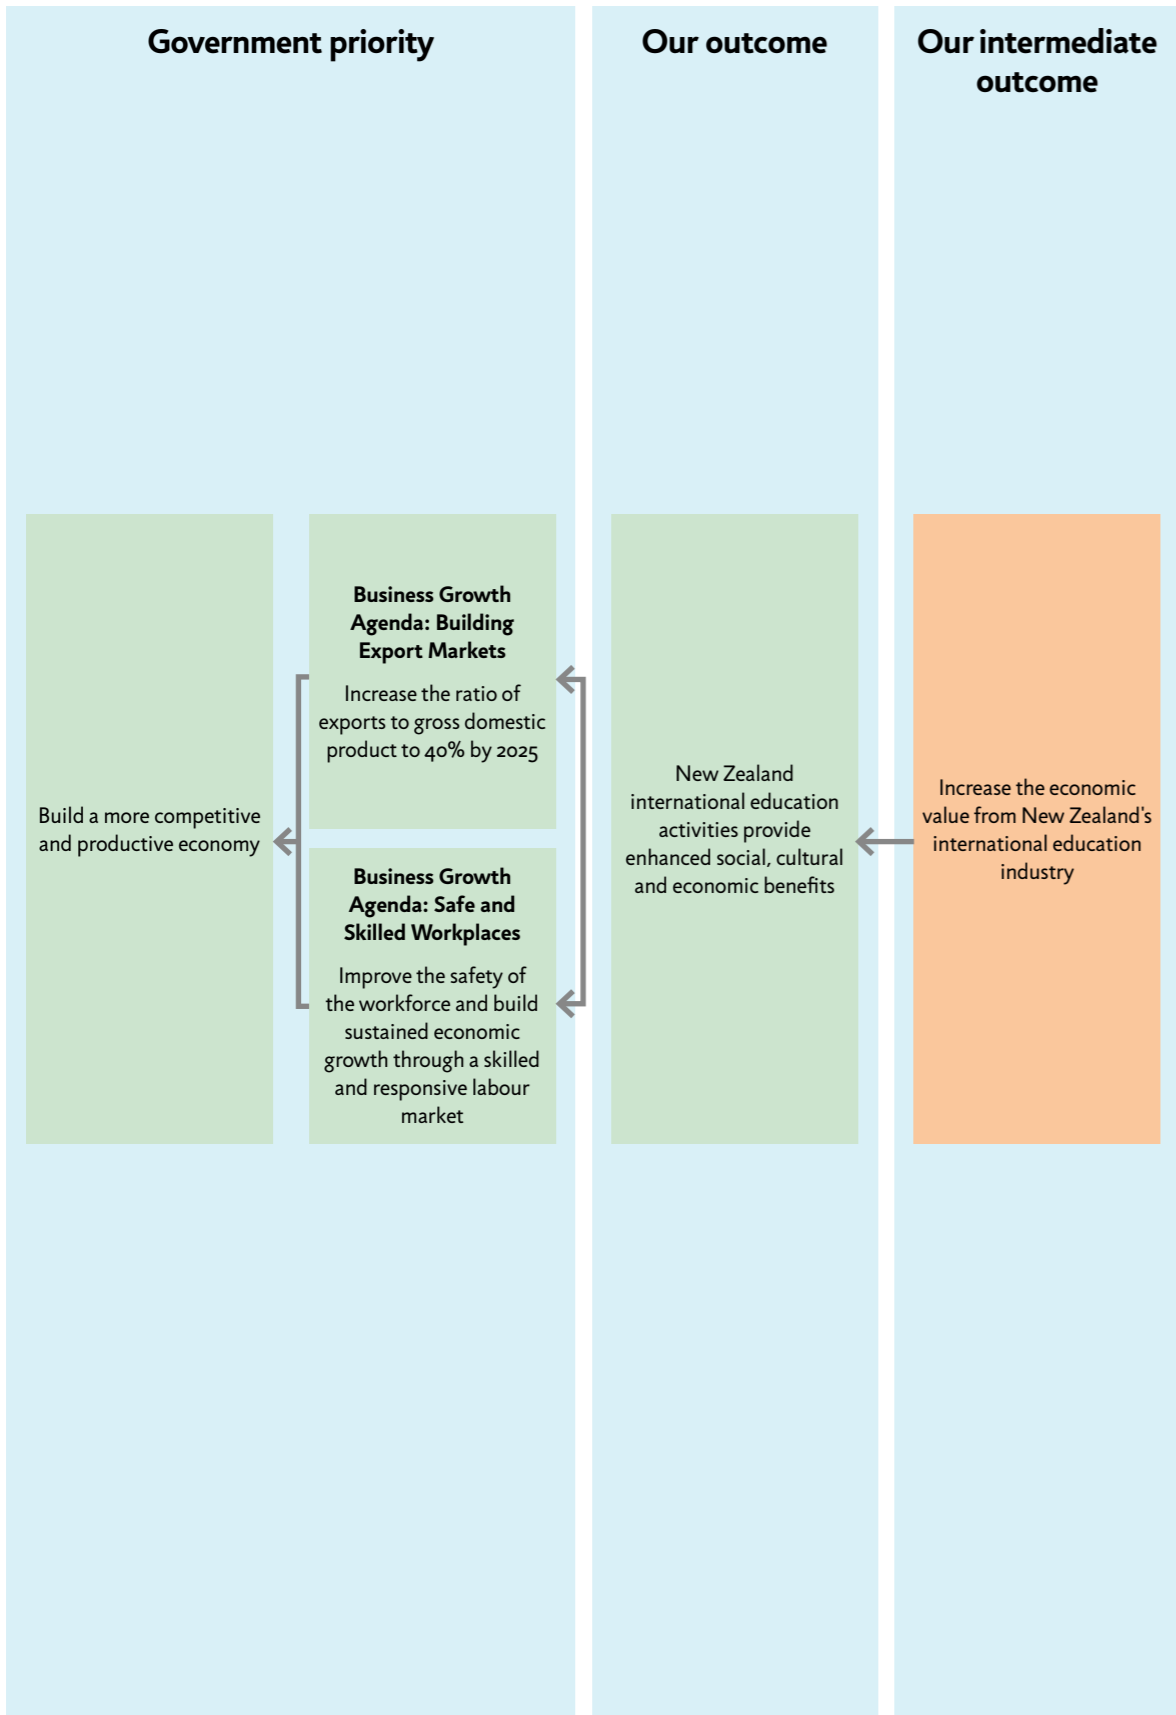 Government priority
Our outcome
Our intermediate
outcome
Build a more competitive
and productive economy
Business Growth
Agenda: Building
Export Markets
Increase the ratio of
exports to gross domestic
product to 40% by 2025
Business Growth
Agenda: Safe and
Skilled Workplaces
Improve the safety of
the workforce and build
sustained economic
growth through a skilled
and responsive labour
market
New Zealand
international education
activities provide
enhanced social, cultural
and economic benefits
Increase the economic
value from New Zealand's
international education
industry